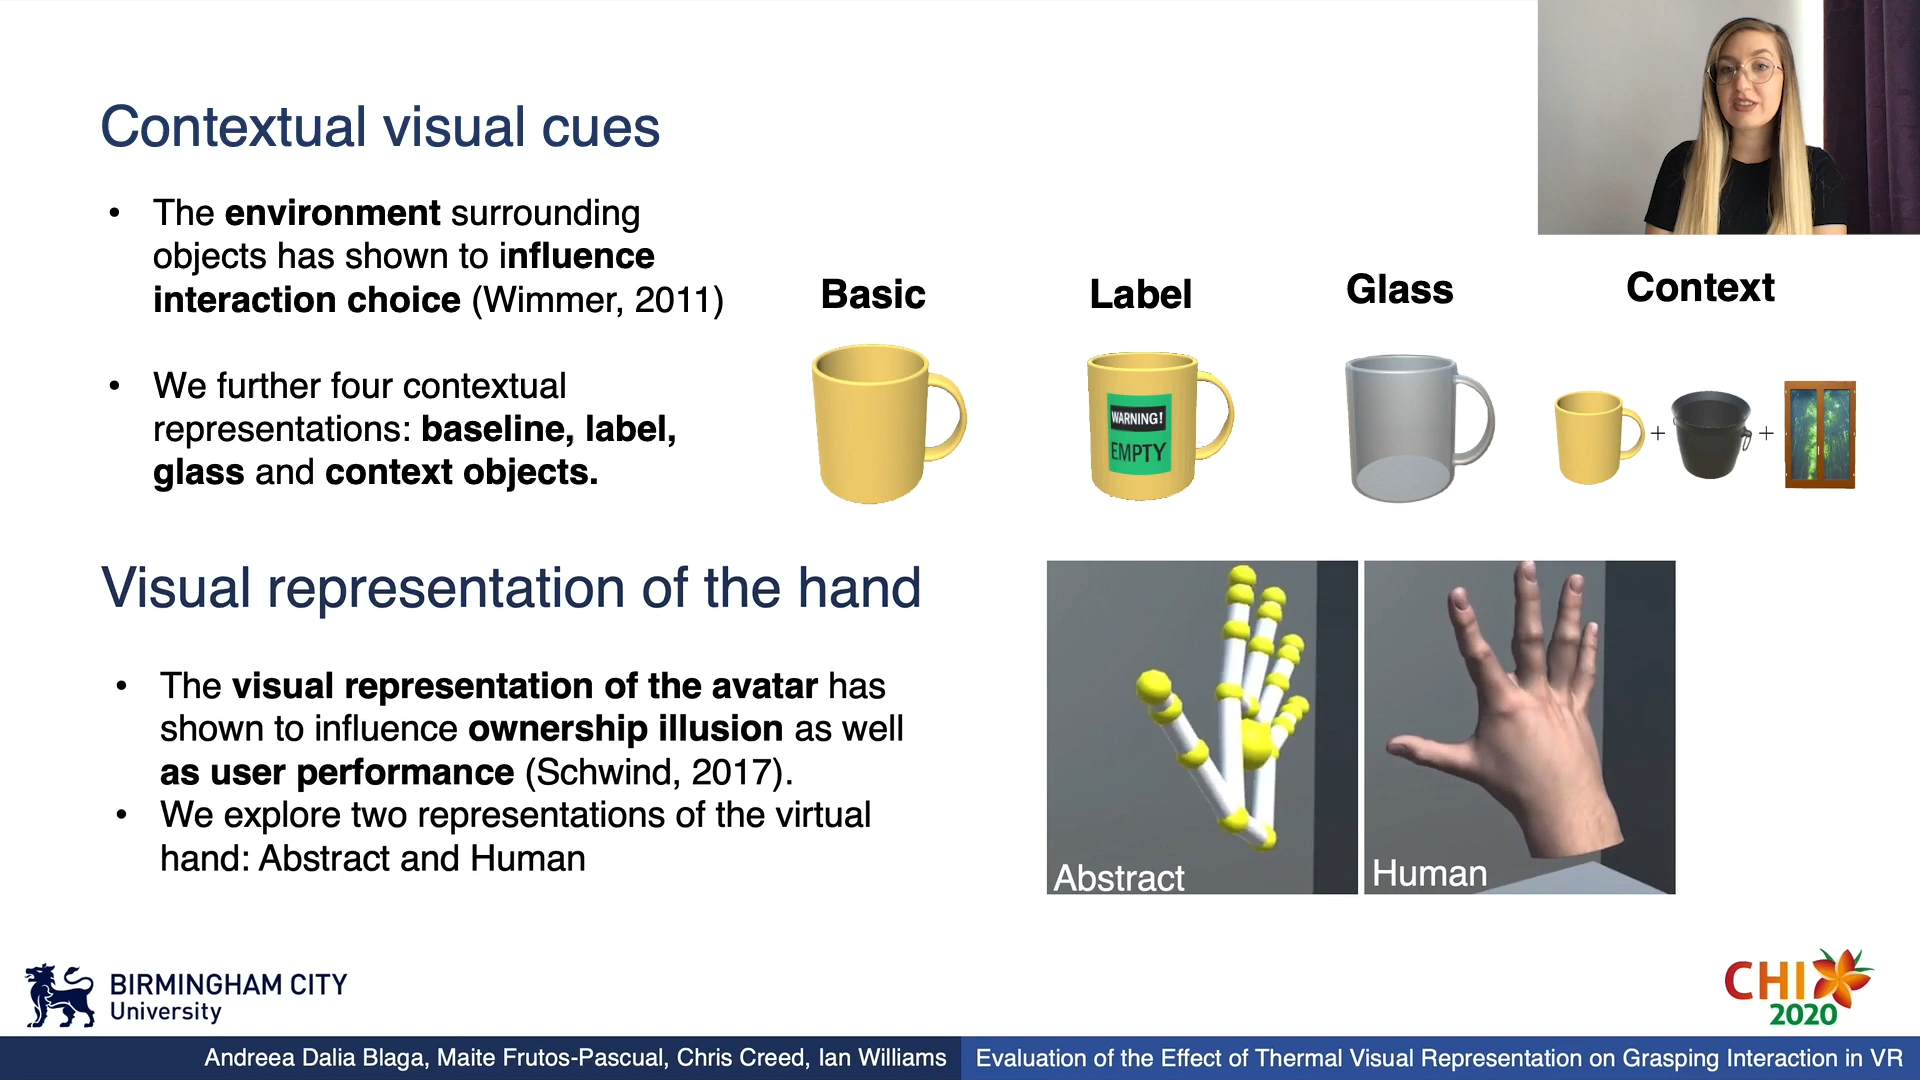 Contextual visual cues
• The environment surrounding
objects has shown to influence
interaction choice (Wimmer, 2011)
• We further four contextual
representations: baseline, label,
glass and context objects.
Basic
Label
Glass
Context
WARNING!
EMPTY
+
+
Visual representation of the hand
• The visual representation of the avatar has
shown to influence ownership illusion as well
as user performance (Schwind, 2017).
• We explore two representations of the virtual
hand: Abstract and Human
Abstract
Human
BIRMINGHAM CITY
University
CHI
2020
Andreea Dalia Blaga, Maite Frutos-Pascual, Chris Creed, Ian Williams
Evaluation of the Effect of Thermal Visual Representation on Grasping Interaction in VR